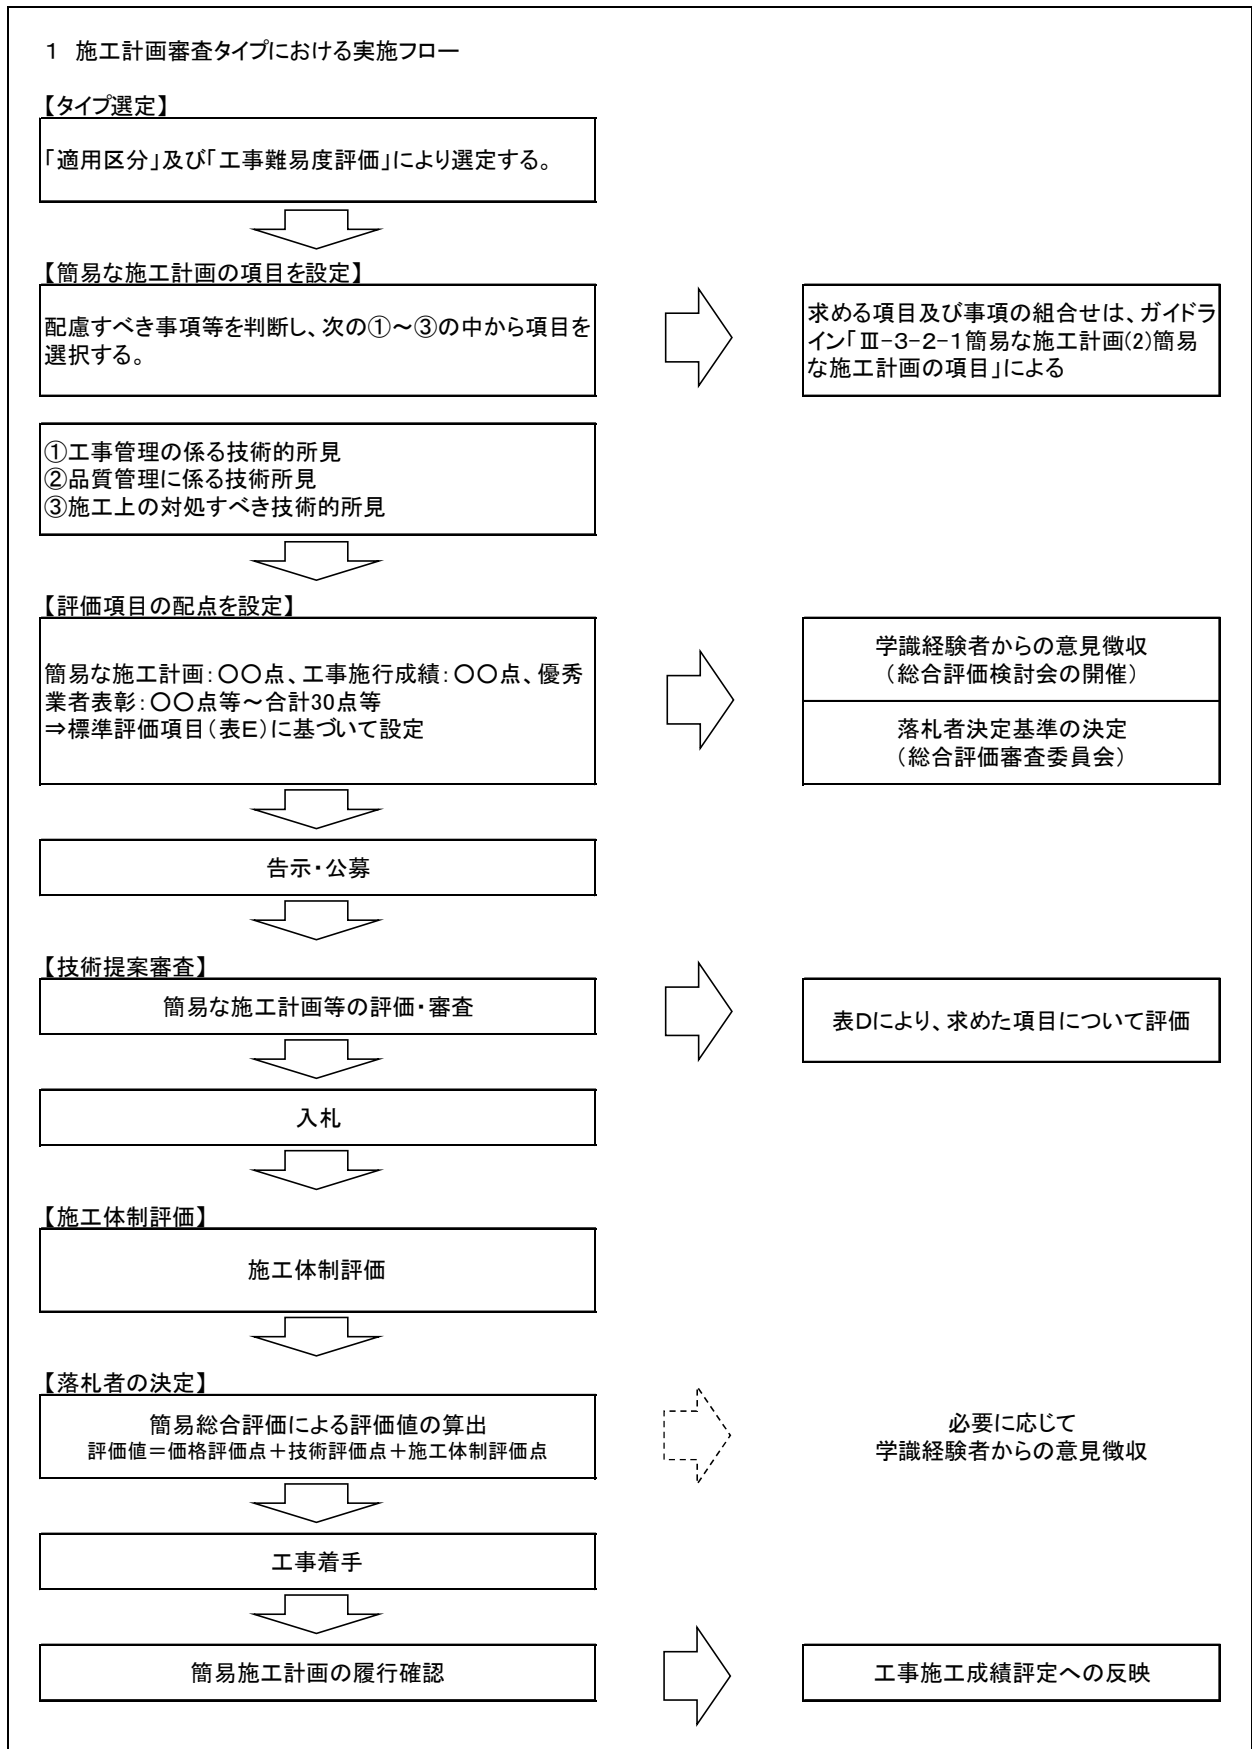 １　施工計画審査タイプにおける実施フロー
【タイプ選定】
「適用区分」及び「工事難易度評価」により選定する。
【簡易な施工計画の項目を設定】
配慮すべき事項等を判断し、次の①～③の中から項目を
選択する。
求める項目及び事項の組合せは、ガイドラ
イン「Ⅲ-3-2-1簡易な施工計画(2)簡易
な施工計画の項目」による
①工事管理の係る技術的所見
②品質管理に係る技術所見
③施工上の対処すべき技術的所見
【評価項目の配点を設定】
簡易な施工計画：〇〇点、工事施行成績：〇〇点、優秀
業者表彰：〇〇点等～合計30点等
⇒標準評価項目（表E）に基づいて設定
学識経験者からの意見徴収
（総合評価検討会の開催）
落札者決定基準の決定
（総合評価審査委員会）
告示・公募
【技術提案審査】
簡易な施工計画等の評価・審査
表Dにより、求めた項目について評価
入札
【施工体制評価】
施工体制評価
【落札者の決定】
簡易総合評価による評価値の算出
評価値＝価格評価点＋技術評価点＋施工体制評価点
必要に応じて
学識経験者からの意見徴収
工事着手
簡易施工計画の履行確認
工事施工成績評定への反映